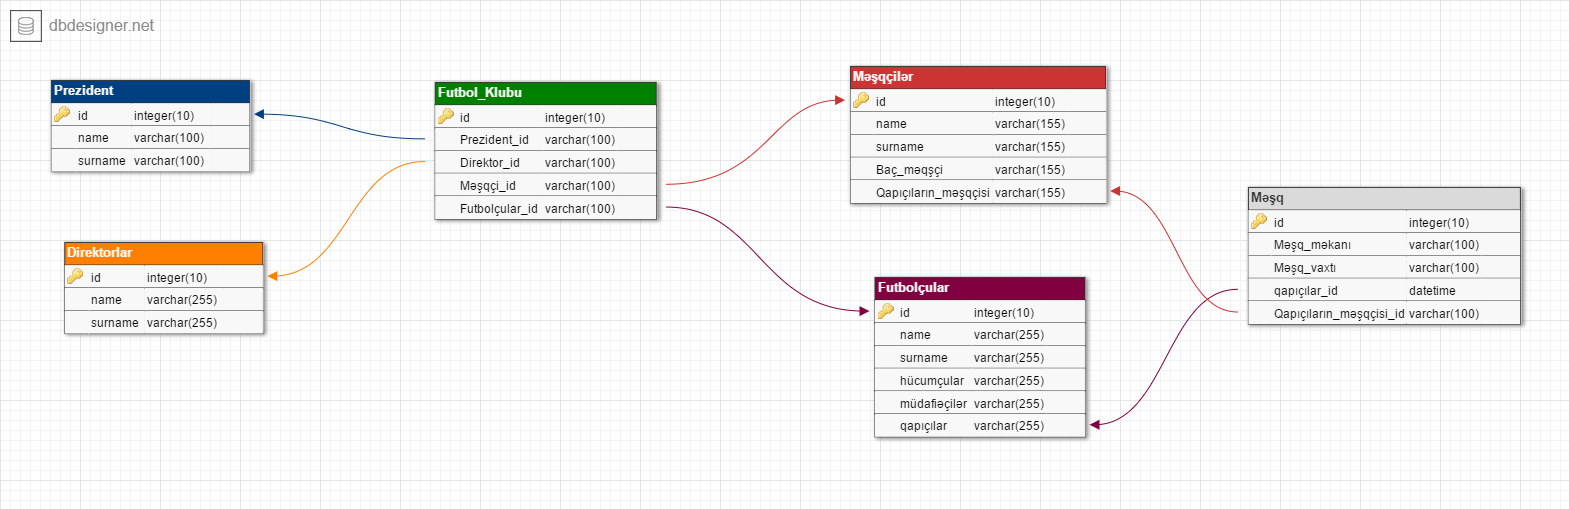 dbdesigner.net
Prezident
id integer(10)
name varchar(100)
surname varchar(100)
Direktorlar
id integer(10)
name varchar(255)
surname varchar(255)
Futbol_Klubu
id integer(10)
Prezident_id varchar(100)
Direktor_id varchar(100)
Məşqçi_id varchar(100)
Futbolçular_id varchar(100)
Məşqçilər
id integer(10)
name varchar(155)
surname varchar(155)
Baç_məqşçi varchar(155)
Qapıçıların_məşqçisi varchar(155)
Futbolçular
id integer(10)
name varchar(255)
surname varchar(255)
hücumçular varchar(255)
müdafiəçilər varchar(255)
qapıçılar varchar(255)
Məşq
id integer(10)
Məşq_məkanı varchar(100)
Məşq_vaxtı varchar(100)
qapıçılar_id datetime
Qapıçıların_məşqçisi_id varchar(100)